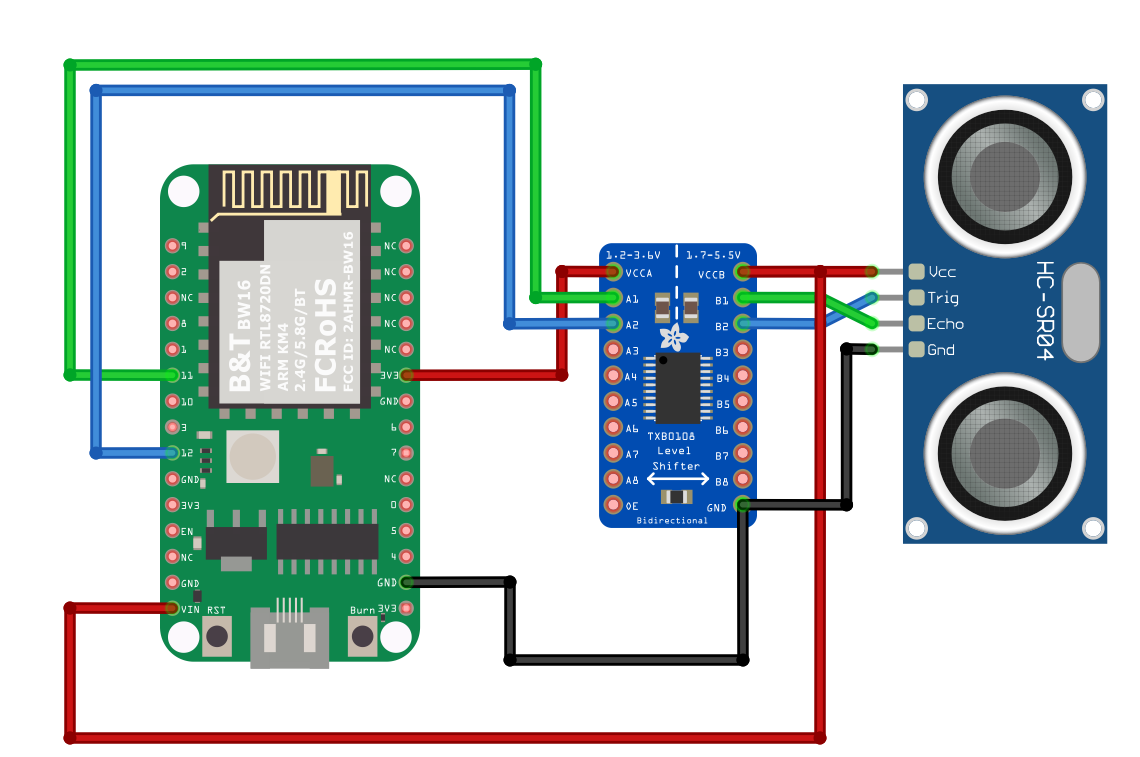 9
2
NC
8
1
11
10
3
12
GND
3V3
EN
NC
GND
VIN
RST
B&T BW16
WIFI RTL8720DN
ARM KM4
2.4G/5.8G/BT
FCRoHS
FCC ID: 2AHMR-BW16
NC
NC
NC
NC
NC
3V3
GND
6
7
NC
0
5
4
GND
3V3
Burn
1.2-3.6V
1.7-5.5V
VCCA
VCCB
A1
B1
A2
B2
A3
B3
A4
B4
A5
B5
A6
B6
A7
B7
A8
B8
OE
GND
TXB0108
Level
Shifter
Bidirectional
Vcc
Trig
Echo
Gnd
HC-SR04